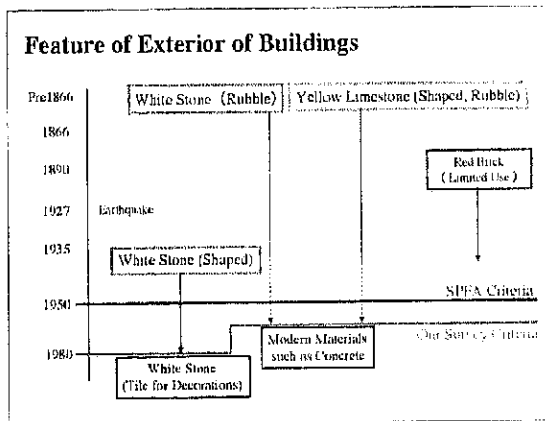 Feature of Exterior of Buildings
Pre1866
White Stone (Rubble)
Yellow Limestone (Shaped, Rubble)
1866
1890
Red Brick
(Limited Use)
1927
Earthquake
1935
White Stone (Shaped)
SPFA Criteria
1950
Our Survey Criteria
Modern Materials
such as Concrete
1980
White Stone
(Tile for Decorations)